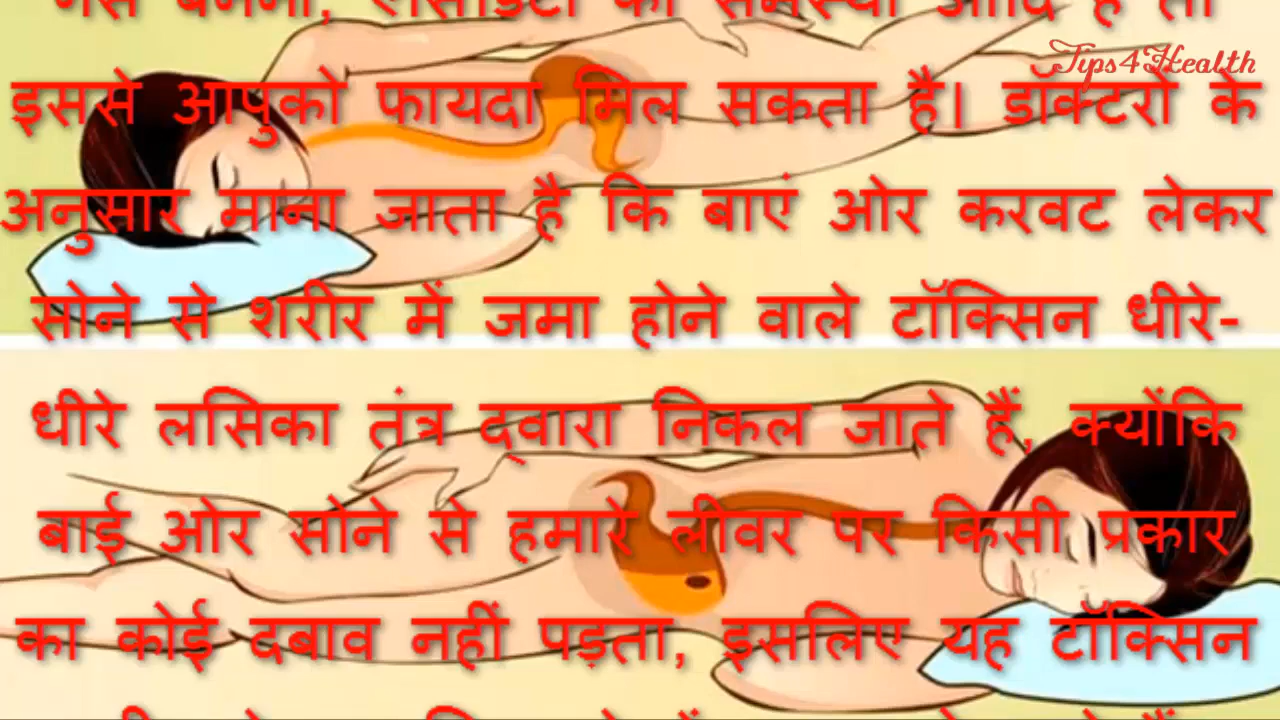 Tips4Health
इससे आपुको फायदा मिल सकता है। डॉक्टरों के
अनुसार माना जाता है कि बाएं ओर करवट लेकर
सोने से शरीर में जमा होने वाले टॉक्सिन धीरे-
धीरे लसिका तंत्र द्वारा निकल जाते हैं, क्योंकि
बाई ओर सोने से हमारे लीवर पर किसी प्रकार
का कोई दबाव नहीं पड़ता, इसलिए यह टॉक्सिन